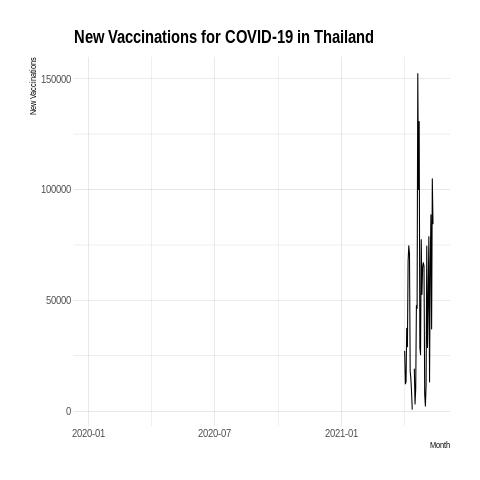 New Vaccinations for COVID-19 in Thailand
New Vaccinations
150000
100000
50000
0
2020-01 2020-07 2021-01
Month